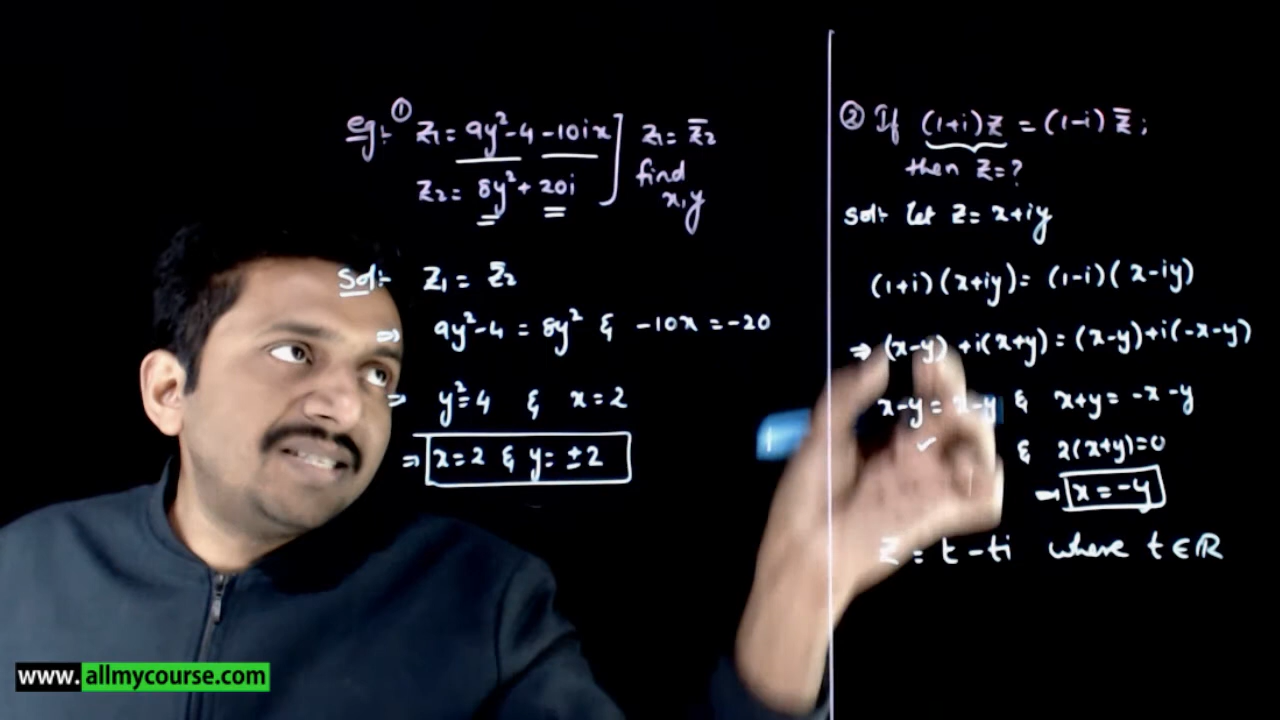 eg:- ① Z₁ = 9y²-4 -10ix ] Z₁ = Z̄₂
Z₂ = 8y² + 20i find x,y
Sol:- Z₁ = Z̄₂
⇒ 9y²-4 = 8y² & -10x = -20
⇒ y²=4 & x=2
⇒ x=2 & y= ±2
② If (1+i)Z = (1-i) Z̄ ;
then Z=?
Sol:- let Z= x+iy
(1+i)(x+iy)= (1-i)( x-iy)
⇒ (x-y) +i(x+y) = (x-y)+i(-x-y)
x-y = x-y & x+y = -x -y
✓ & 2(x+y)=0
⇒ x = -y
Z = t - ti where t∈ℝ
www.allmycourse.com